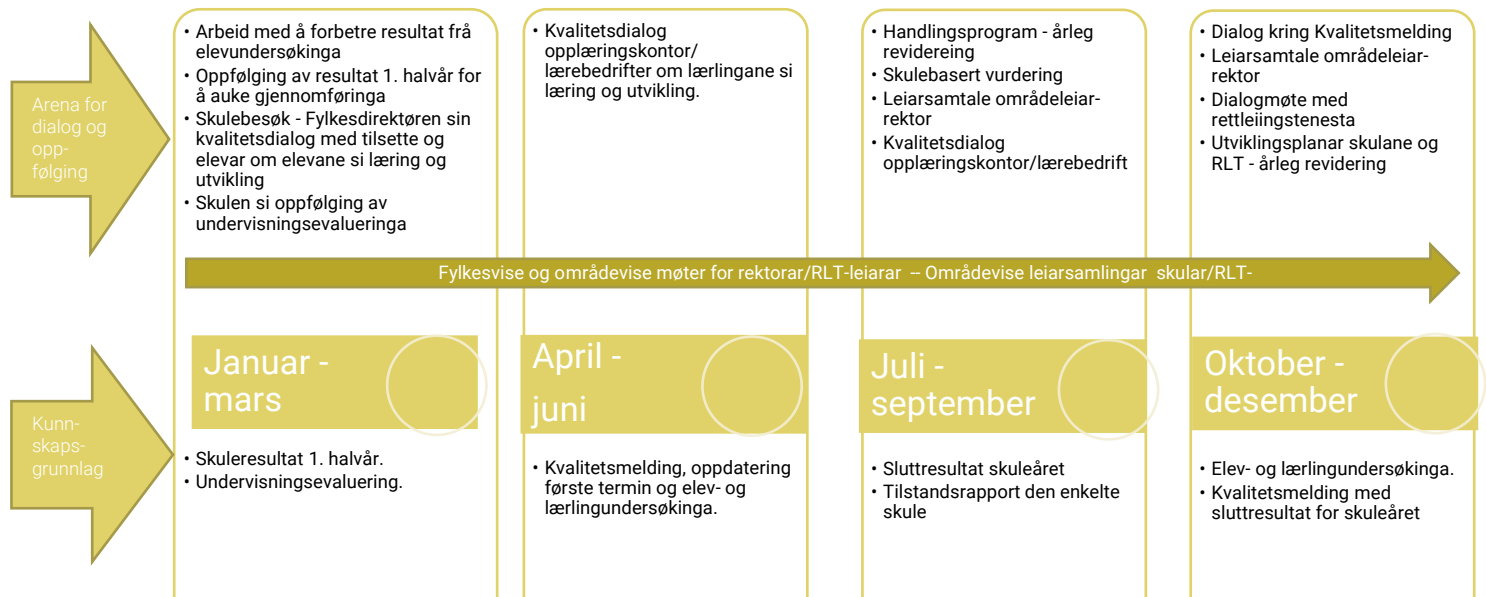 Arena for
dialog og
opp-
følging
• Arbeid med å forbetre resultat frå
elevundersøkinga
• Oppfølging av resultat 1. halvår for
å auke gjennomføringa
• Skulebesøk - Fylkesdirektøren sin
kvalitetsdialog med tilsette og
elevar om elevane si læring og
utvikling
• Skulen si oppfølging av
undervisningsevalueringa
• Kvalitetsdialog
opplæringskontor/
lærebedrifter om lærlingane si
læring og utvikling.
• Handlingsprogram - årleg
revidereing
• Skulebasert vurdering
• Leiarsamtale områdeleiar-
rektor
• Kvalitetsdialog
opplæringskontor/lærebedrift
• Dialog kring Kvalitetsmelding
• Leiarsamtale områdeleiar-
rektor
• Dialogmøte med
rettleiingstenesta
• Utviklingsplanar skulane og
RLT - årleg revidering
Fylkesvise og områdevise møter for rektorar/RLT-leiarar -- Områdevise leiarsamlingar skular/RLT-
Januar -
mars
April -
juni
Juli -
september
Oktober -
desember
Kunn-
skaps-
grunnlag
• Skuleresultat 1. halvår.
• Undervisningsevaluering.
• Kvalitetsmelding, oppdatering
første termin og elev- og
lærlingundersøkinga.
• Sluttresultat skuleåret
• Tilstandsrapport den enkelte
skule
• Elev- og lærlingundersøkinga.
• Kvalitetsmelding med
sluttresultat for skuleåret